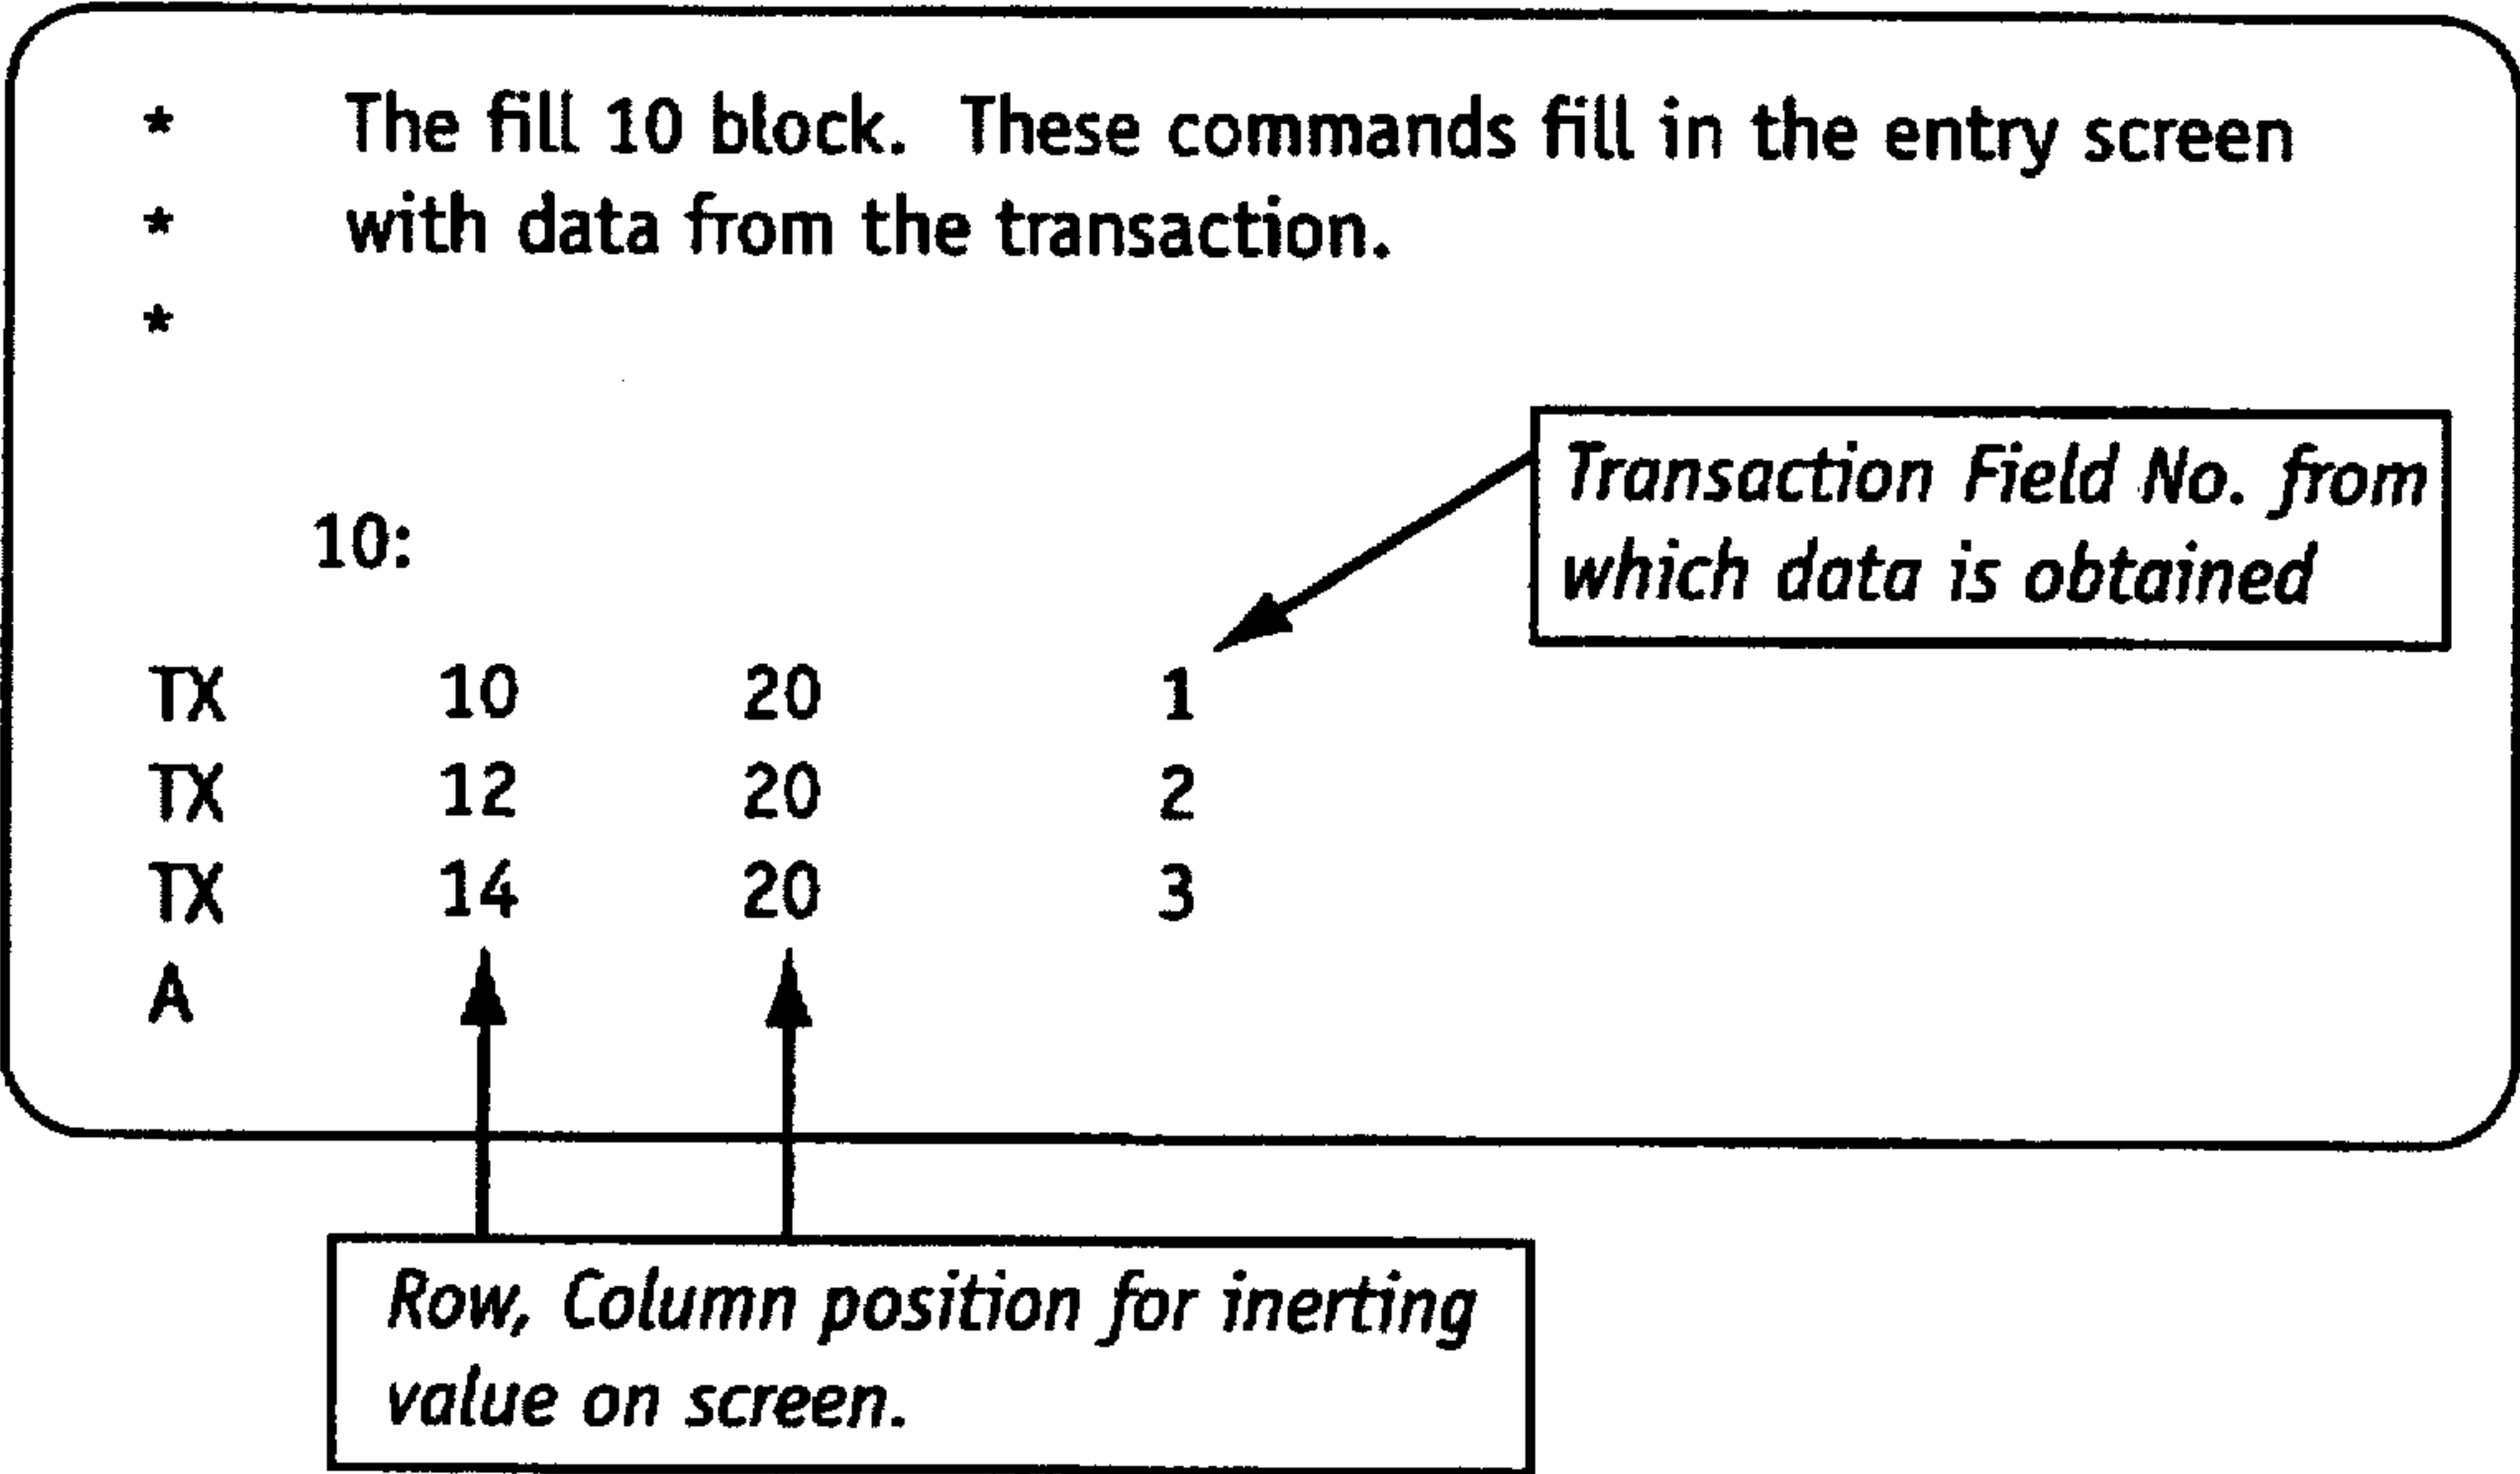 * The fill 10 block. These commands fill in the entry screen
* with data from the transaction.
*
Transaction Field No. from
which data is obtained
10:
TX 10 20 1
TX 12 20 2
TX 14 20 3
A
Row, Column position for inerting
value on screen.